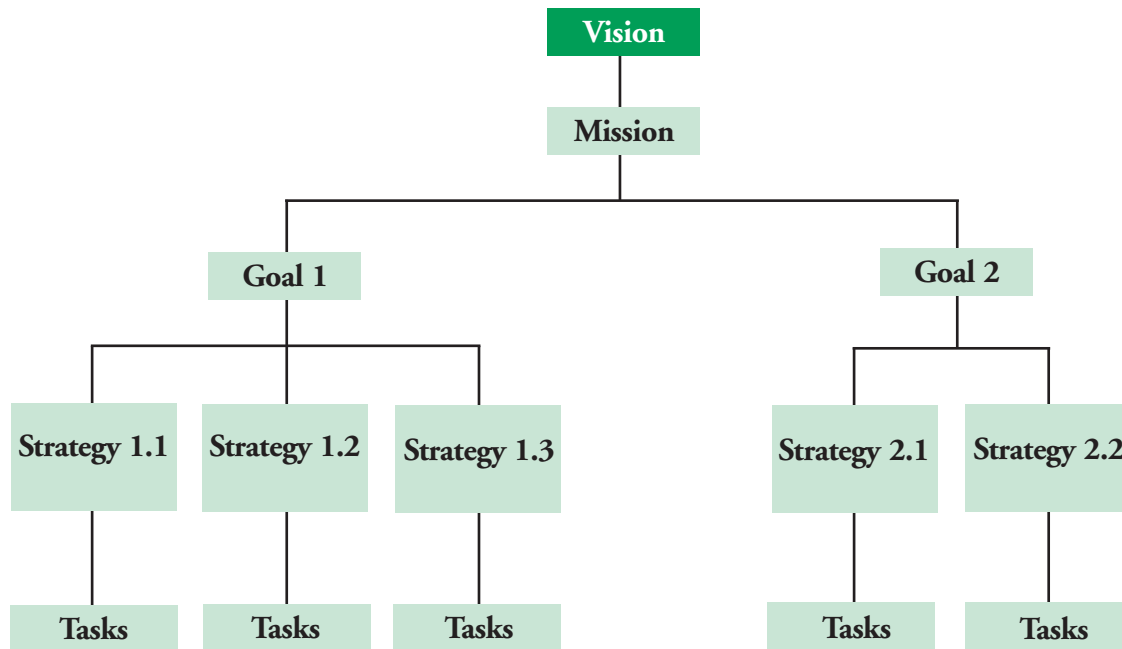 Vision
Mission
Goal 1
Goal 2
Strategy 1.1
Strategy 1.2
Strategy 1.3
Strategy 2.1
Strategy 2.2
Tasks
Tasks
Tasks
Tasks
Tasks